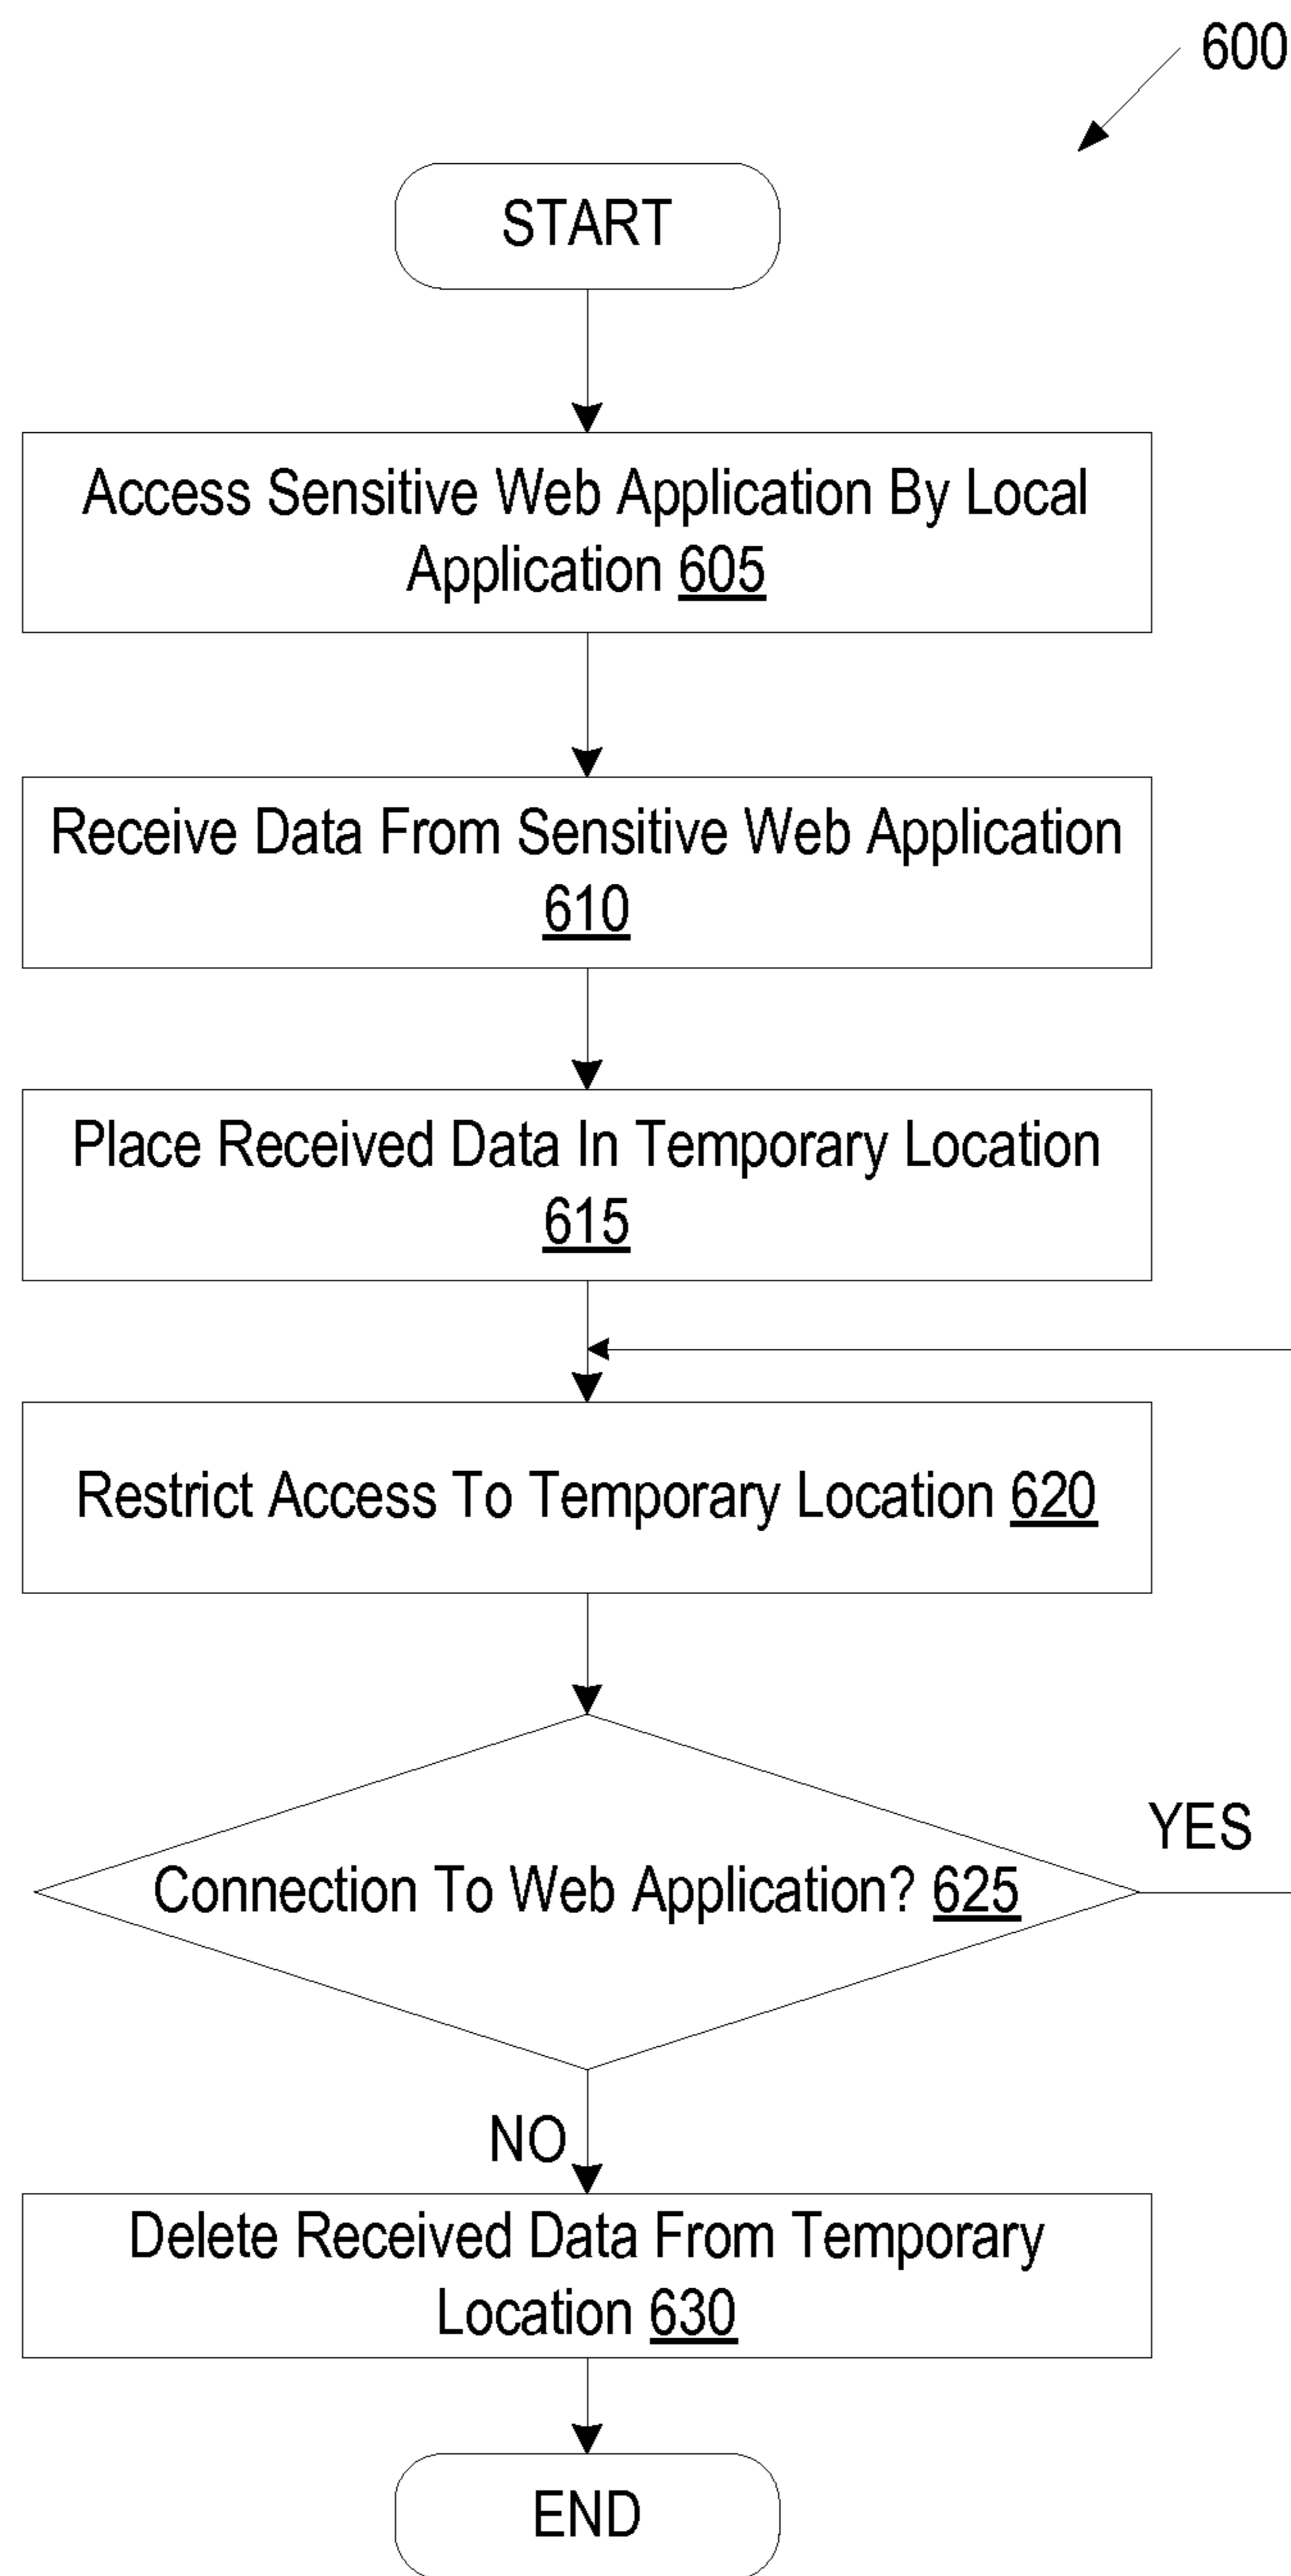 600
START
Access Sensitive Web Application By Local
Application 605
Receive Data From Sensitive Web Application
610
Place Received Data In Temporary Location
615
Restrict Access To Temporary Location 620
YES
Connection To Web Application? 625
NO
Delete Received Data From Temporary
Location 630
END